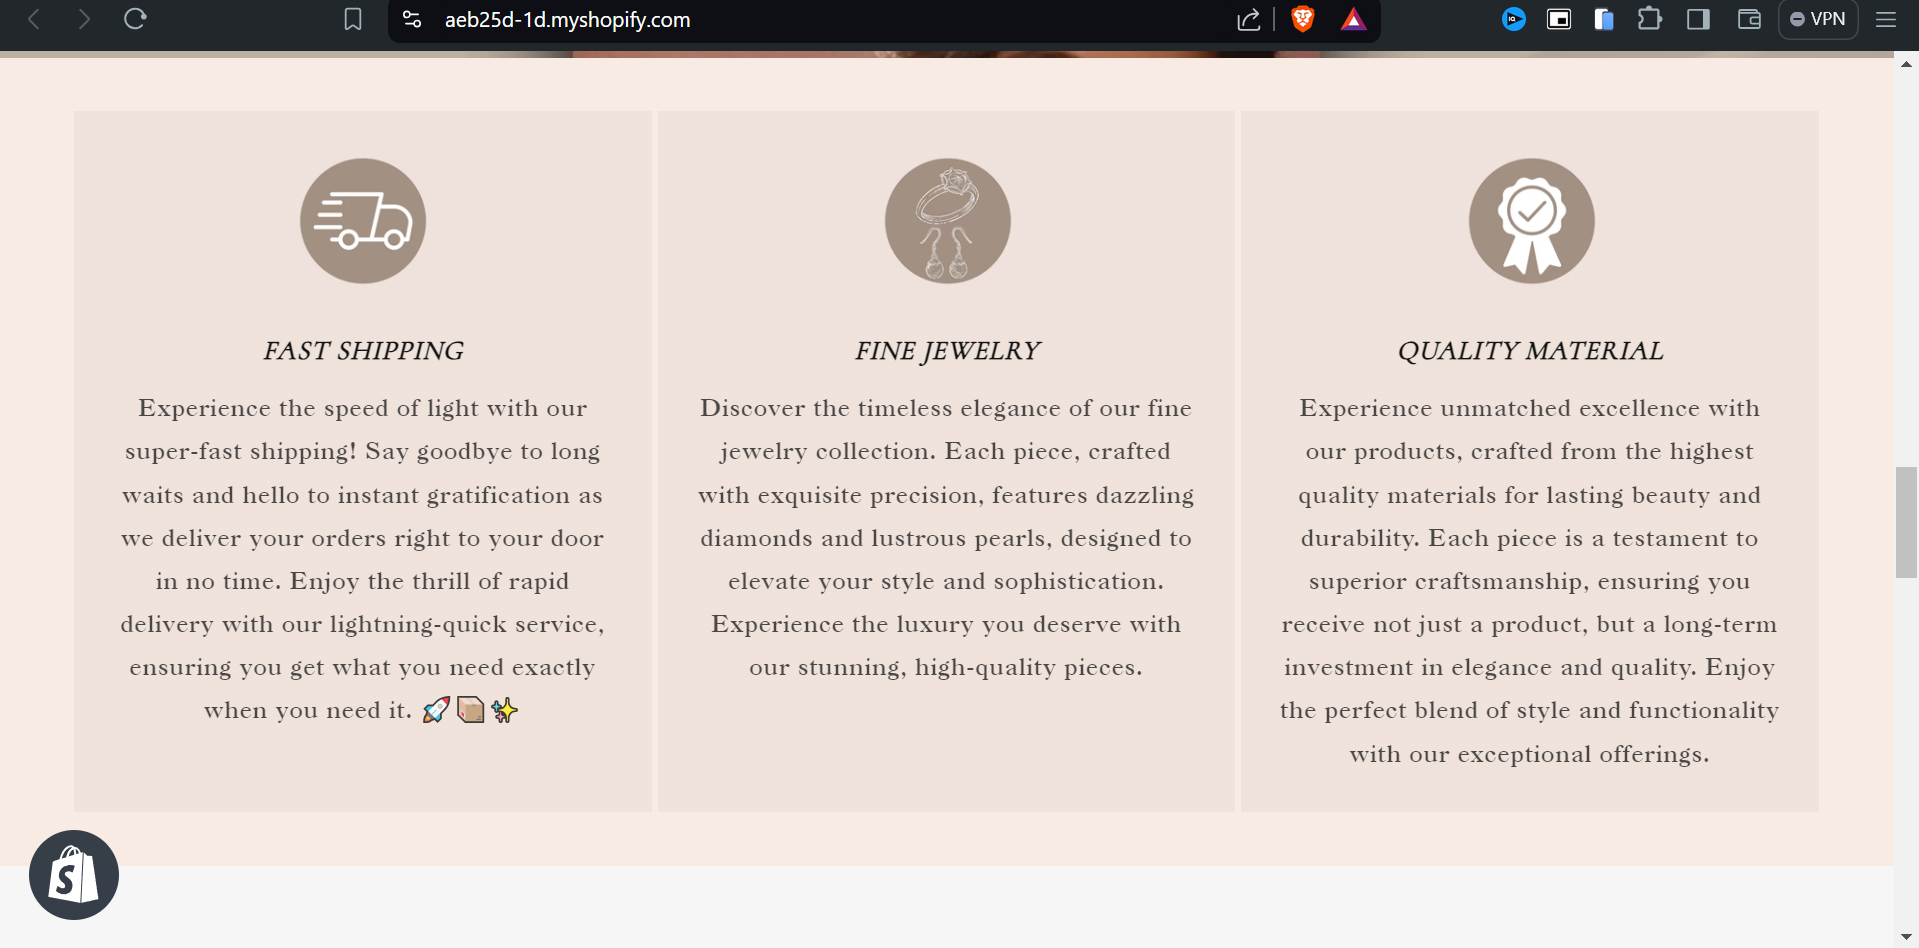 aeb25d-1d.myshopify.com
VPN
FAST SHIPPING
Experience the speed of light with our
super-fast shipping! Say goodbye to long
waits and hello to instant gratification as
we deliver your orders right to your door
in no time. Enjoy the thrill of rapid
delivery with our lightning-quick service,
ensuring you get what you need exactly
when you need it. 🚀📦✨
FINE JEWELRY
Discover the timeless elegance of our fine
jewelry collection. Each piece, crafted
with exquisite precision, features dazzling
diamonds and lustrous pearls, designed to
elevate your style and sophistication.
Experience the luxury you deserve with
our stunning, high-quality pieces.
QUALITY MATERIAL
Experience unmatched excellence with
our products, crafted from the highest
quality materials for lasting beauty and
durability. Each piece is a testament to
superior craftsmanship, ensuring you
receive not just a product, but a long-term
investment in elegance and quality. Enjoy
the perfect blend of style and functionality
with our exceptional offerings.
S